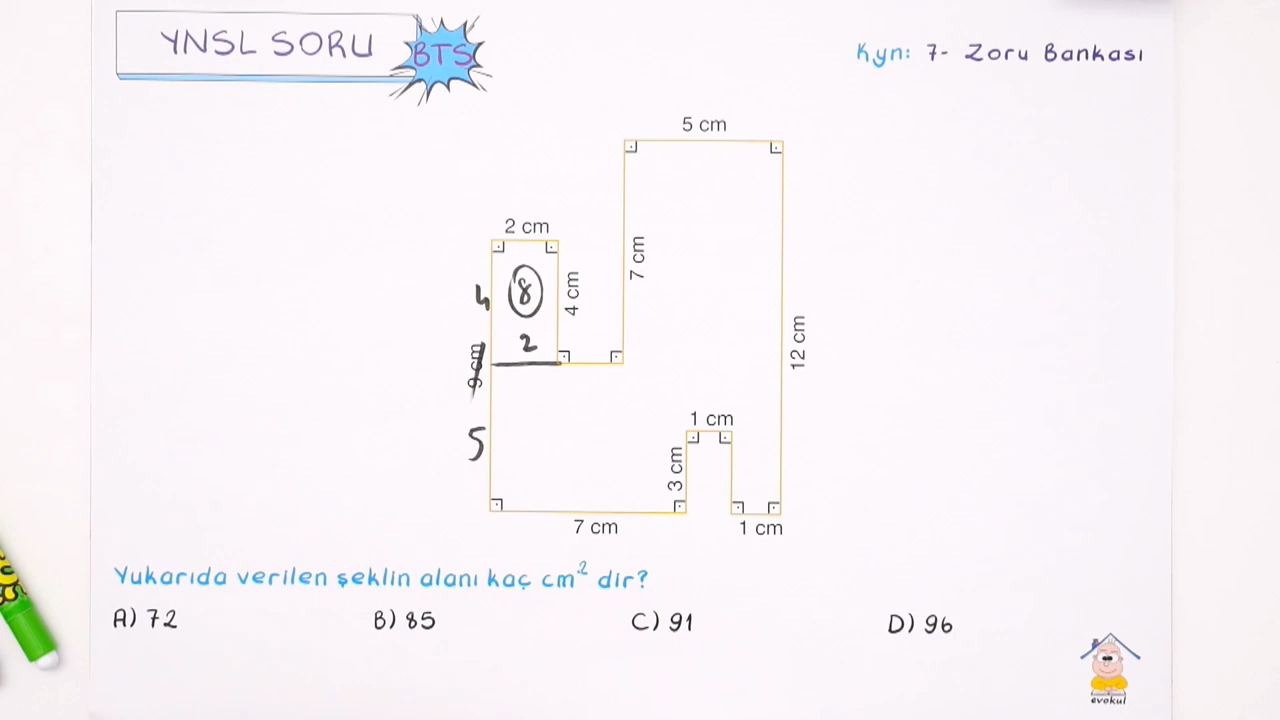 YNSL SORU
BTS
Kyn: 7- Zoru Bankası
5 cm
2 cm
7 cm
4
8
4 cm
2
9 cm
12 cm
5
1 cm
3 cm
7 cm
1 cm
Yukarıda verilen şeklin alanı kaç cm² dir?
A) 72
B) 85
C) 91
D) 96
evokul